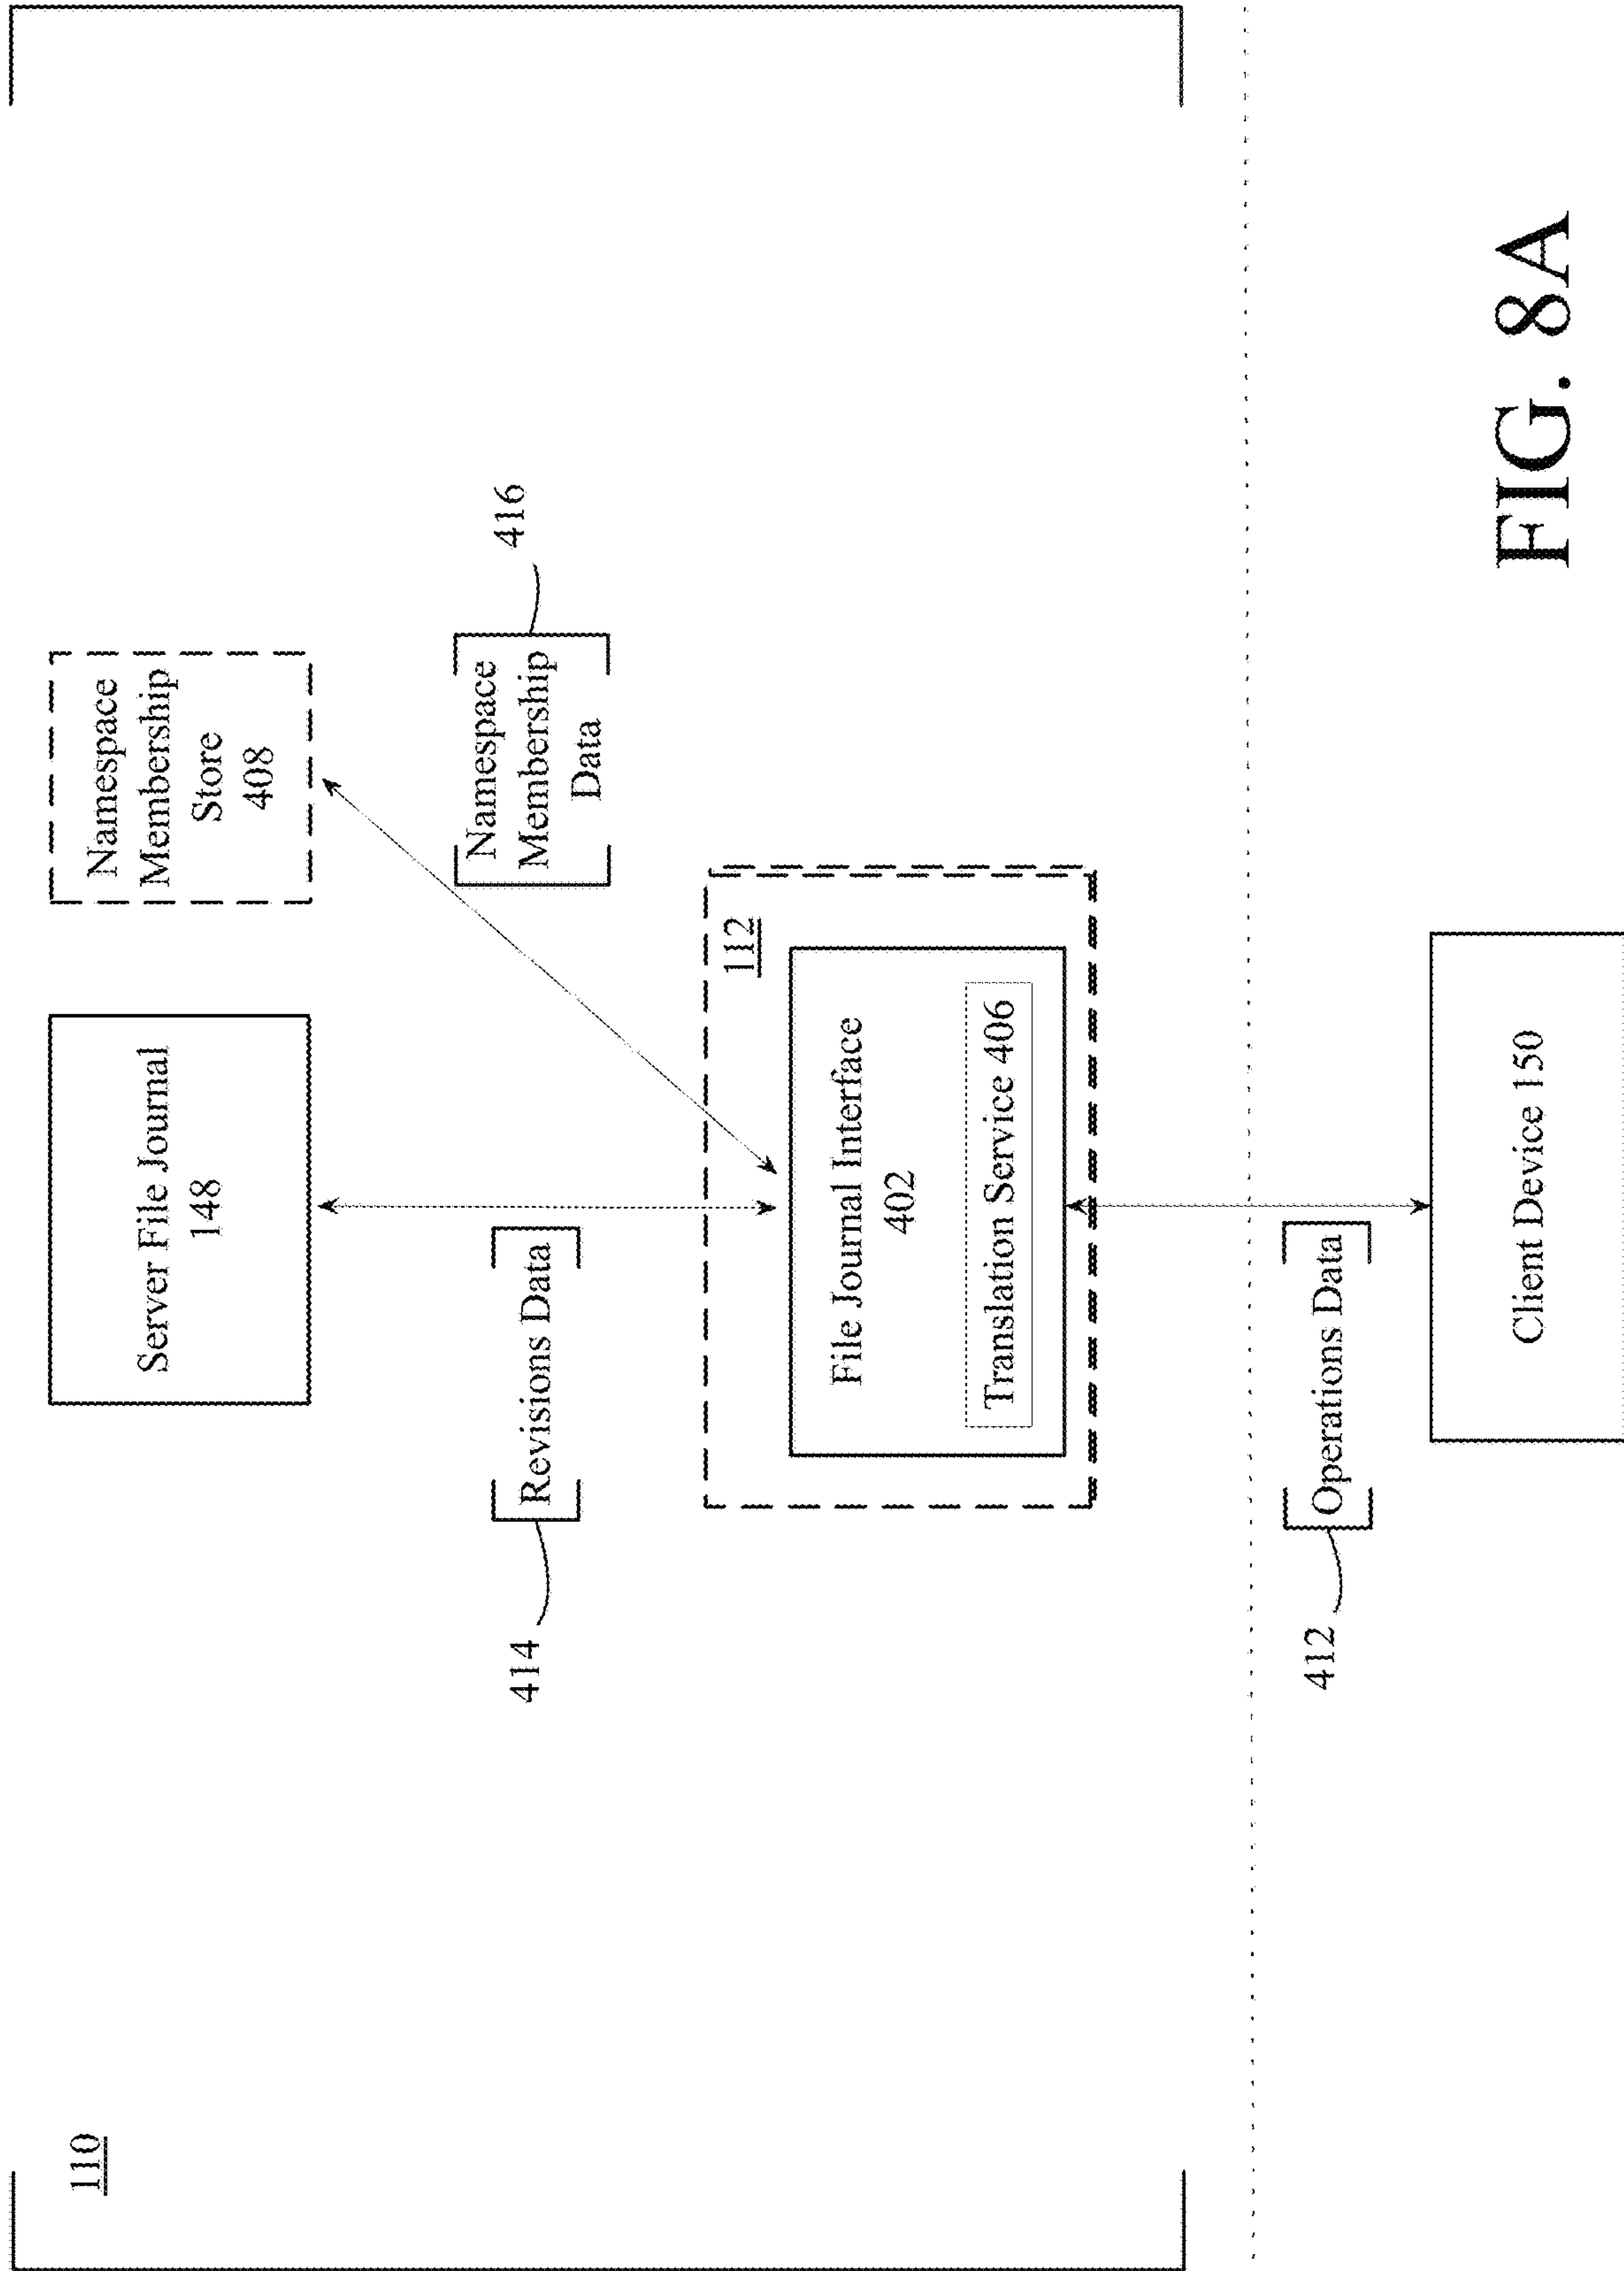 110
Server File Journal
148
Namespace
Membership
Store
408
414
Revisions Data
Namespace
Membership
Data
416
112
File Journal Interface
402
Translation Service 406
412
Operations Data
Client Device 150
FIG. 8A